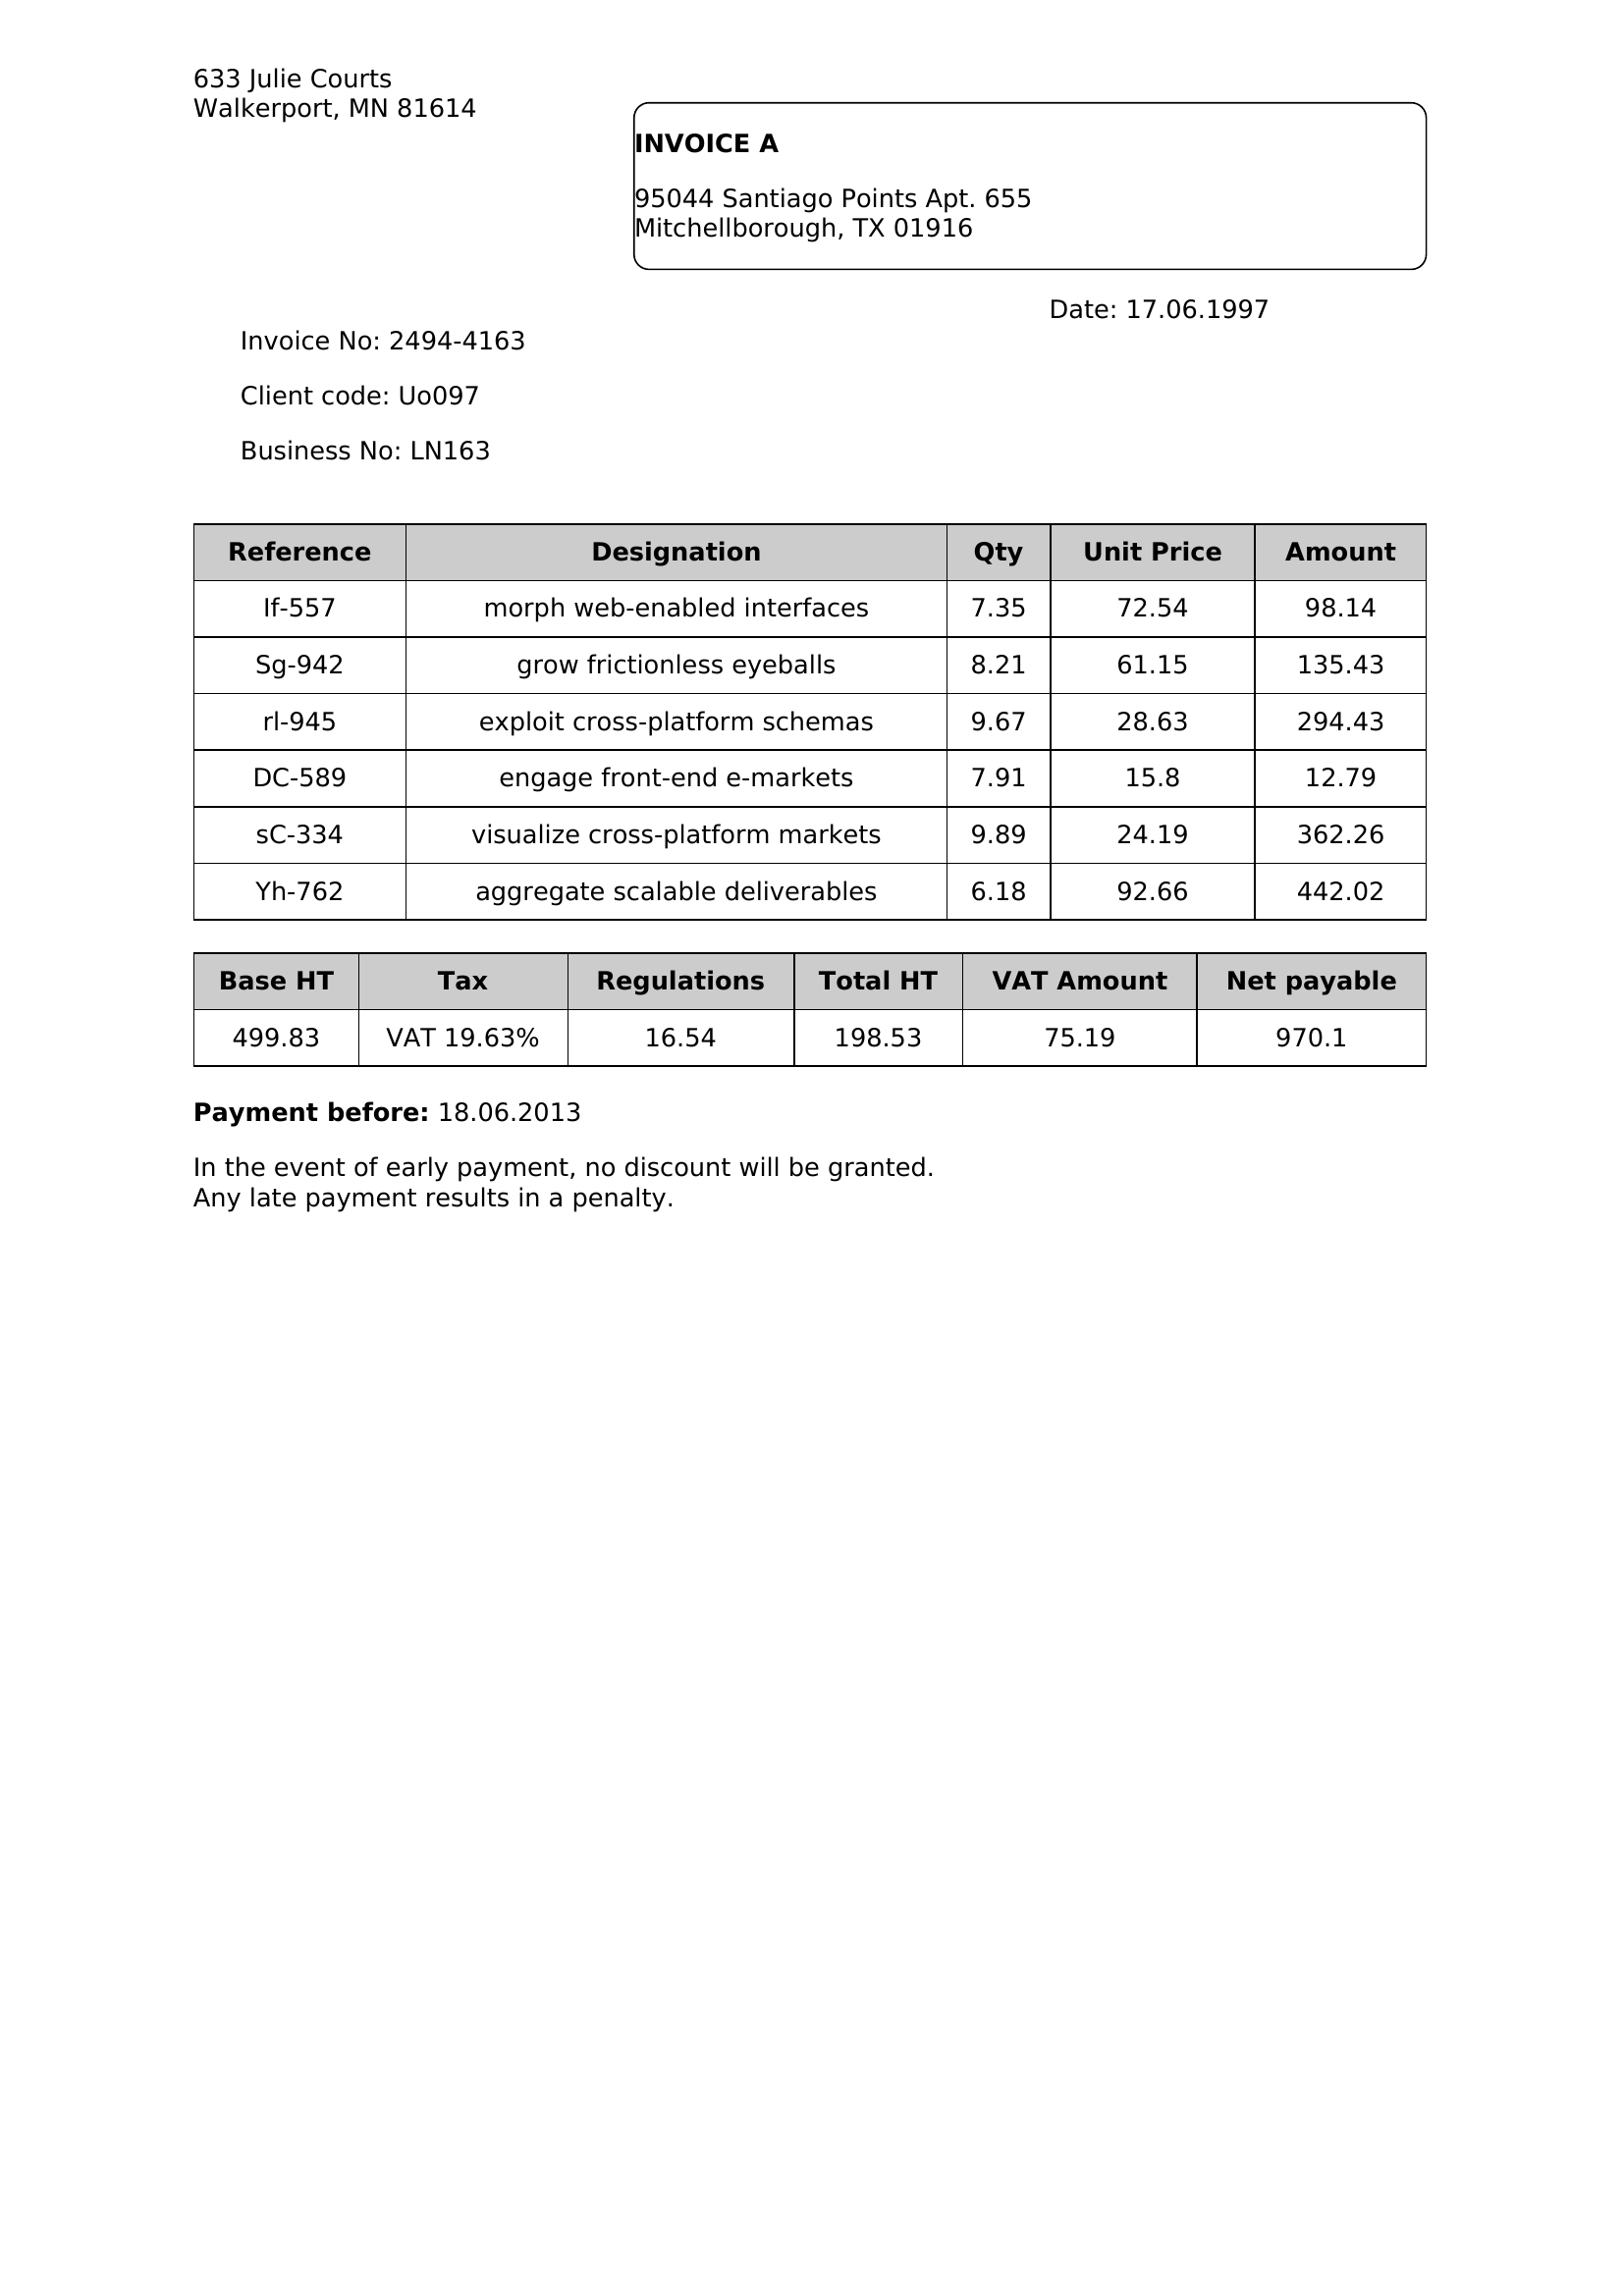 633 Julie Courts
Walkerport, MN 81614
INVOICE A
95044 Santiago Points Apt. 655
Mitchellborough, TX 01916
Date: 17.06.1997
Invoice No: 2494-4163
Client code: Uo097
Business No: LN163
Reference Designation Qty Unit Price Amount
If-557 morph web-enabled interfaces 7.35 72.54 98.14
Sg-942 grow frictionless eyeballs 8.21 61.15 135.43
rl-945 exploit cross-platform schemas 9.67 28.63 294.43
DC-589 engage front-end e-markets 7.91 15.8 12.79
sC-334 visualize cross-platform markets 9.89 24.19 362.26
Yh-762 aggregate scalable deliverables 6.18 92.66 442.02
Base HT Tax Regulations Total HT VAT Amount Net payable
499.83 VAT 19.63% 16.54 198.53 75.19 970.1
Payment before: 18.06.2013
In the event of early payment, no discount will be granted.
Any late payment results in a penalty.